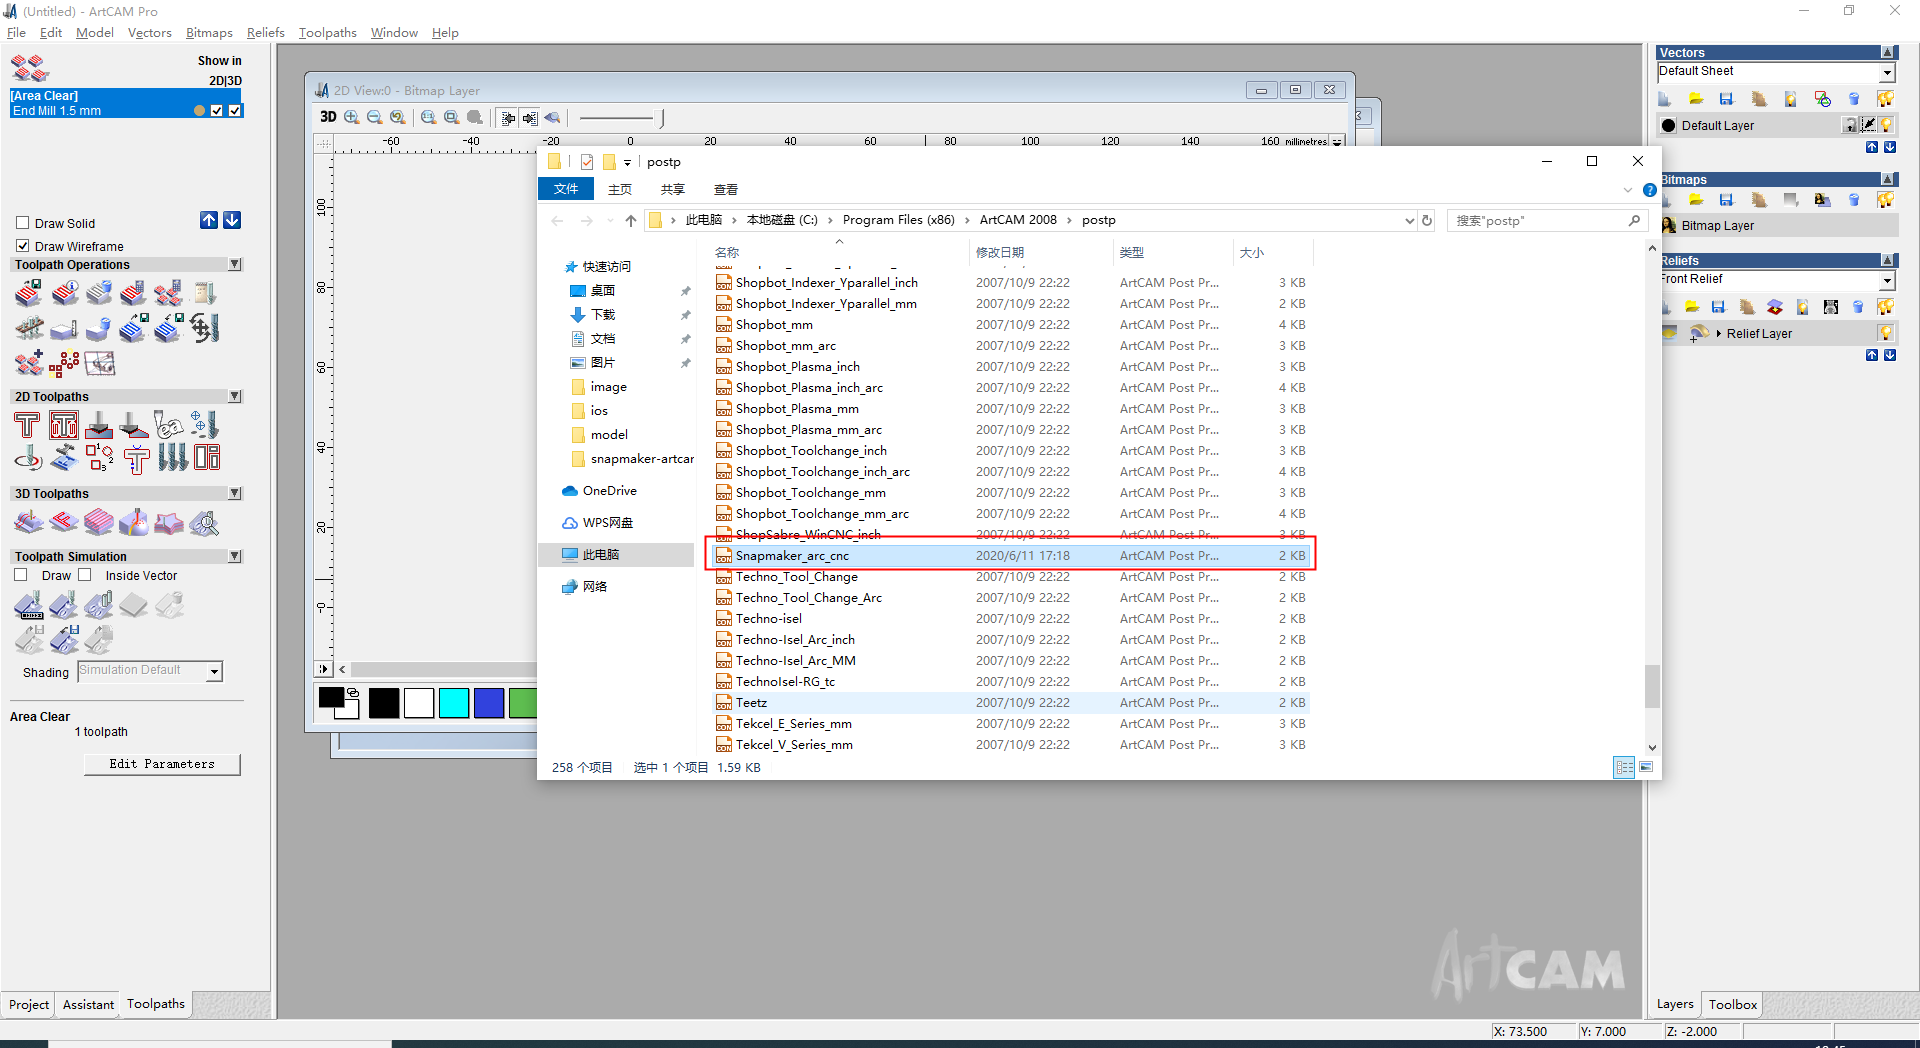 (Untitled) - ArtCAM Pro
File Edit Model Vectors Bitmaps Reliefs Toolpaths Window Help
Show in
2D|3D
[Area Clear]
End Mill 1.5 mm
Draw Solid
Draw Wireframe
Toolpath Operations
2D Toolpaths
3D Toolpaths
Toolpath Simulation
Draw Inside Vector
Shading Simulation Default
Area Clear
1 toolpath
Edit Parameters
Project Assistant Toolpaths
2D View:0 - Bitmap Layer
3D
-60 -40 -20 0 20 40 60 80 100 120 140 160 millimetres
100
80
60
40
20
-0
postp
文件 主页 共享 查看
此电脑 本地磁盘 (C:) Program Files (x86) ArtCAM 2008 postp
搜索"postp"
快速访问
桌面
下载
文档
图片
image
ios
model
snapmaker-artcar
OneDrive
WPS网盘
此电脑
网络
名称 修改日期 类型 大小
Shopbot_Indexer_Yparallel_inch 2007/10/9 22:22 ArtCAM Post Pr... 3 KB
Shopbot_Indexer_Yparallel_mm 2007/10/9 22:22 ArtCAM Post Pr... 2 KB
Shopbot_mm 2007/10/9 22:22 ArtCAM Post Pr... 4 KB
Shopbot_mm_arc 2007/10/9 22:22 ArtCAM Post Pr... 3 KB
Shopbot_Plasma_inch 2007/10/9 22:22 ArtCAM Post Pr... 3 KB
Shopbot_Plasma_inch_arc 2007/10/9 22:22 ArtCAM Post Pr... 4 KB
Shopbot_Plasma_mm 2007/10/9 22:22 ArtCAM Post Pr... 3 KB
Shopbot_Plasma_mm_arc 2007/10/9 22:22 ArtCAM Post Pr... 3 KB
Shopbot_Toolchange_inch 2007/10/9 22:22 ArtCAM Post Pr... 3 KB
Shopbot_Toolchange_inch_arc 2007/10/9 22:22 ArtCAM Post Pr... 4 KB
Shopbot_Toolchange_mm 2007/10/9 22:22 ArtCAM Post Pr... 3 KB
Shopbot_Toolchange_mm_arc 2007/10/9 22:22 ArtCAM Post Pr... 4 KB
ShopSabre_WinCNC_inch 2007/10/9 22:22 ArtCAM Post Pr... 3 KB
Snapmaker_arc_cnc 2020/6/11 17:18 ArtCAM Post Pr... 2 KB
Techno_Tool_Change 2007/10/9 22:22 ArtCAM Post Pr... 2 KB
Techno_Tool_Change_Arc 2007/10/9 22:22 ArtCAM Post Pr... 2 KB
Techno-isel 2007/10/9 22:22 ArtCAM Post Pr... 2 KB
Techno-Isel_Arc_inch 2007/10/9 22:22 ArtCAM Post Pr... 2 KB
Techno-Isel_Arc_MM 2007/10/9 22:22 ArtCAM Post Pr... 2 KB
TechnoIsel-RG_tc 2007/10/9 22:22 ArtCAM Post Pr... 2 KB
Teetz 2007/10/9 22:22 ArtCAM Post Pr... 2 KB
Tekcel_E_Series_mm 2007/10/9 22:22 ArtCAM Post Pr... 3 KB
Tekcel_V_Series_mm 2007/10/9 22:22 ArtCAM Post Pr... 3 KB
258 个项目 选中 1 个项目 1.59 KB
Vectors
Default Sheet
Default Layer
Bitmaps
Bitmap Layer
Reliefs
Front Relief
Relief Layer
ArtCAM
Layers Toolbox
X: 73.500 Y: 7.000 Z: -2.000